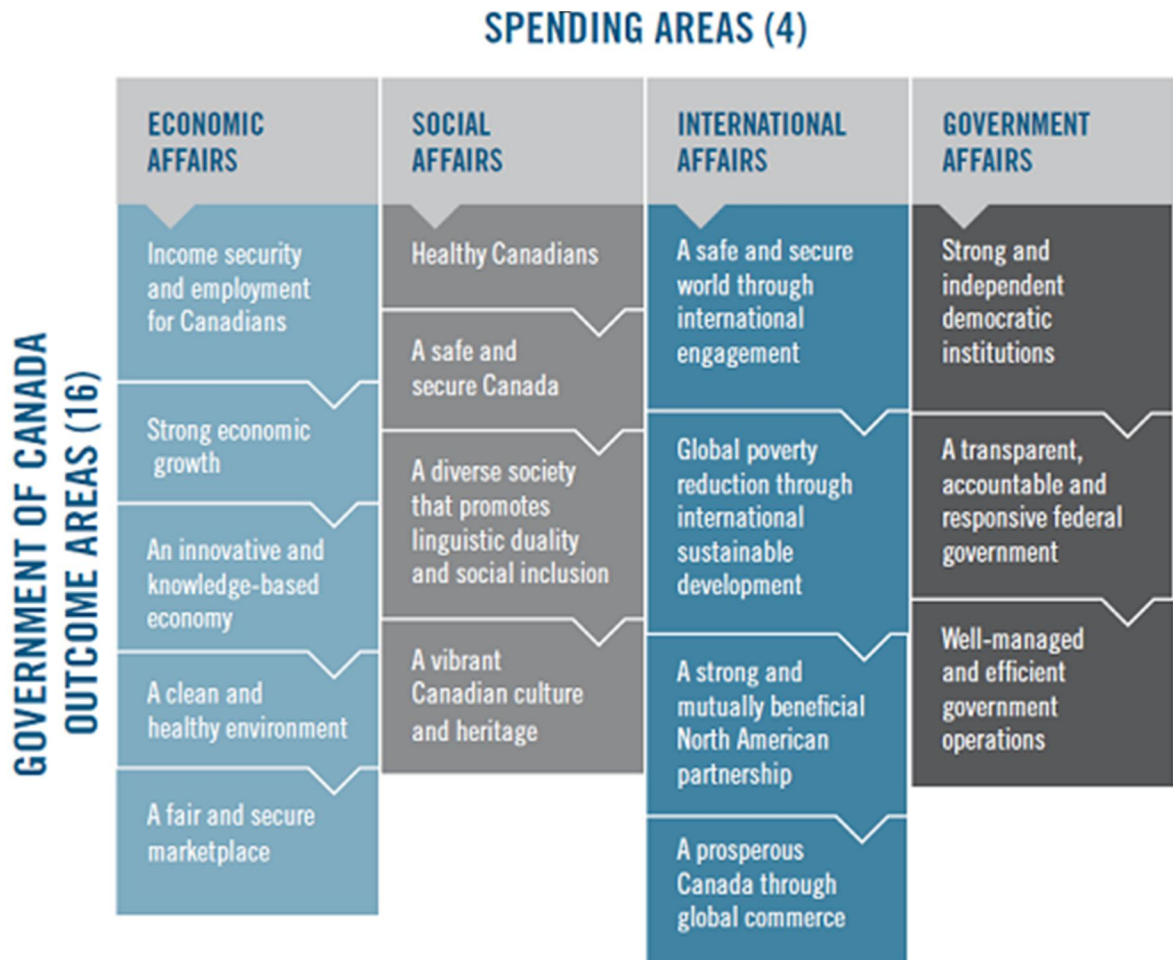 SPENDING AREAS (4)
GOVERNMENT OF CANADA
OUTCOME AREAS (16)
ECONOMIC
AFFAIRS
Income security
and employment
for Canadians
Strong economic
growth
An innovative and
knowledge-based
economy
A clean and
healthy environment
A fair and secure
marketplace
SOCIAL
AFFAIRS
Healthy Canadians
A safe and
secure Canada
A diverse society
that promotes
linguistic duality
and social inclusion
A vibrant
Canadian culture
and heritage
INTERNATIONAL
AFFAIRS
A safe and secure
world through
international
engagement
Global poverty
reduction through
international
sustainable
development
A strong and
mutually beneficial
North American
partnership
A prosperous
Canada through
global commerce
GOVERNMENT
AFFAIRS
Strong and
independent
democratic
institutions
A transparent,
accountable and
responsive federal
government
Well-managed
and efficient
government
operations